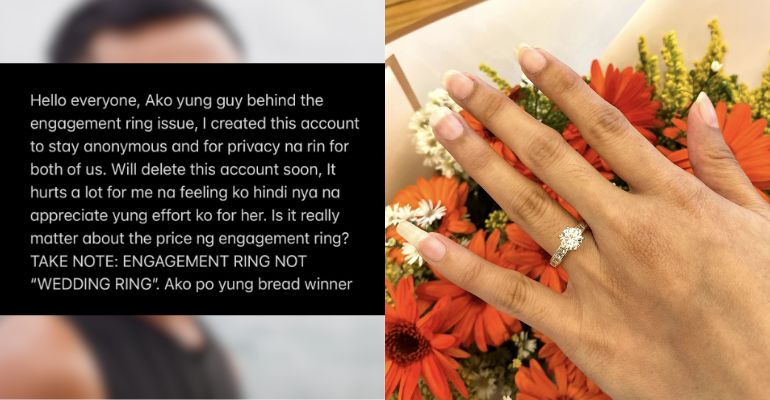 Hello everyone, Ako yung guy behind the
engagement ring issue, I created this account
to stay anonymous and for privacy na rin for
both of us. Will delete this account soon, It
hurts a lot for me na feeling ko hindi nya na
appreciate yung effort ko for her. Is it really
matter about the price ng engagement ring?
TAKE NOTE: ENGAGEMENT RING NOT
“WEDDING RING”. Ako po yung bread winner